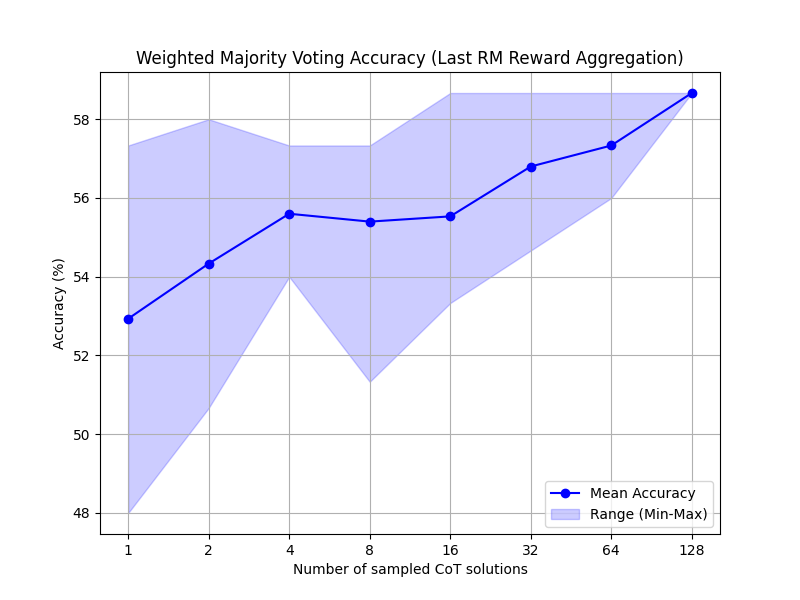 Weighted Majority Voting Accuracy (Last RM Reward Aggregation)
Accuracy (%)
58
56
54
52
50
48
Mean Accuracy
Range (Min-Max)
1 2 4 8 16 32 64 128
Number of sampled CoT solutions